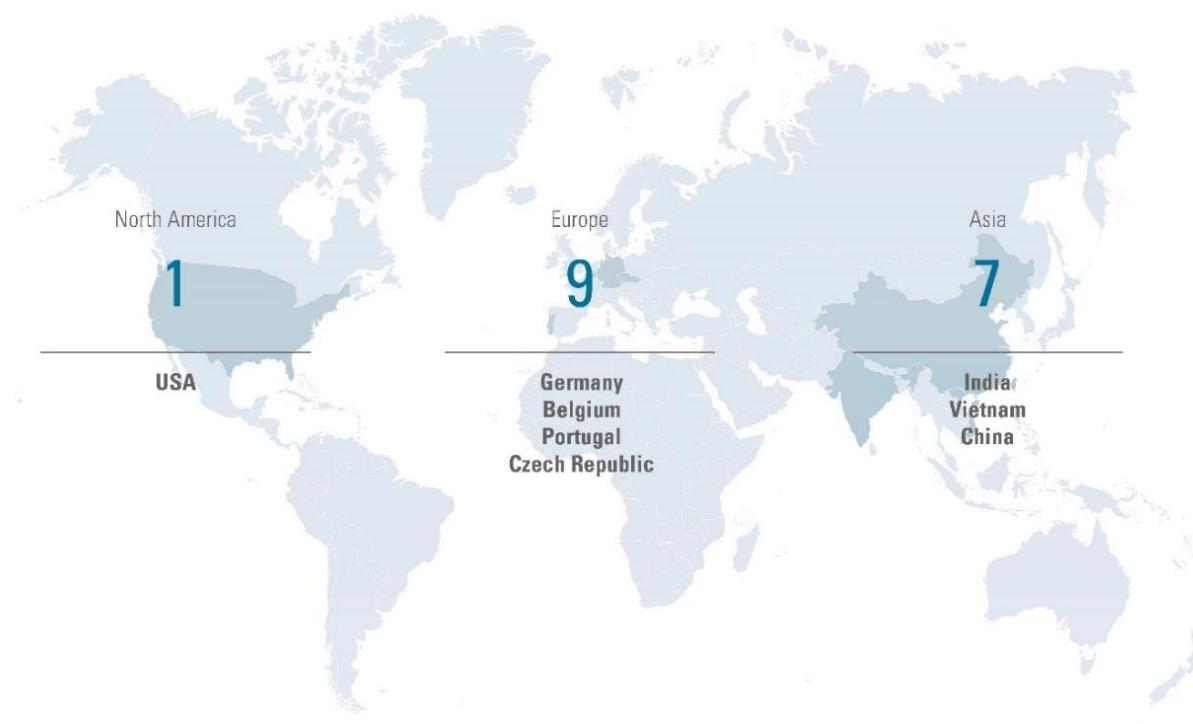 North America
1
USA
Europe
9
Germany
Belgium
Portugal
Czech Republic
Asia
7
India
Vietnam
China